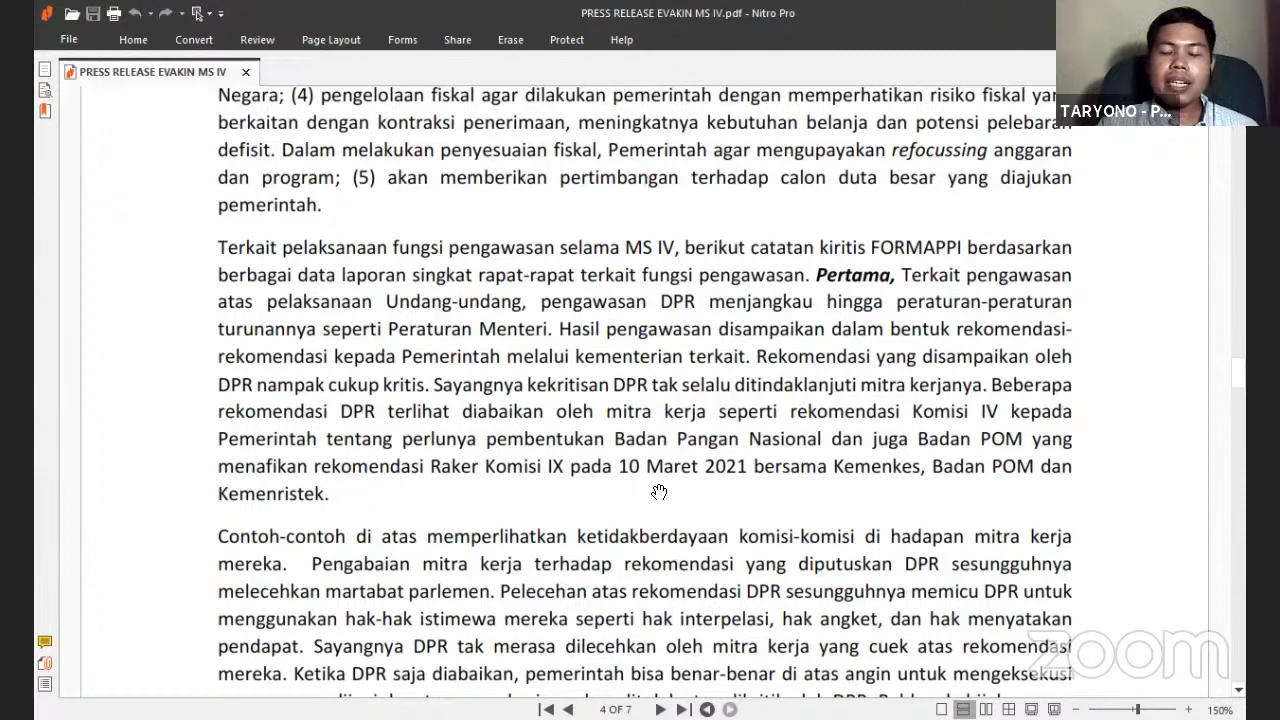 PRESS RELEASE EVAKIN MS IV.pdf - Nitro Pro
File Home Convert Review Page Layout Forms Share Erase Protect Help
PRESS RELEASE EVAKIN MS IV
TARYONO - P...
Negara; (4) pengelolaan fiskal agar dilakukan pemerintah dengan memperhatikan risiko fiskal yang
berkaitan dengan kontraksi penerimaan, meningkatnya kebutuhan belanja dan potensi pelebaran
defisit. Dalam melakukan penyesuaian fiskal, Pemerintah agar mengupayakan refocussing anggaran
dan program; (5) akan memberikan pertimbangan terhadap calon duta besar yang diajukan
pemerintah.
Terkait pelaksanaan fungsi pengawasan selama MS IV, berikut catatan kiritis FORMAPPI berdasarkan
berbagai data laporan singkat rapat-rapat terkait fungsi pengawasan. Pertama, Terkait pengawasan
atas pelaksanaan Undang-undang, pengawasan DPR menjangkau hingga peraturan-peraturan
turunannya seperti Peraturan Menteri. Hasil pengawasan disampaikan dalam bentuk rekomendasi-
rekomendasi kepada Pemerintah melalui kementerian terkait. Rekomendasi yang disampaikan oleh
DPR nampak cukup kritis. Sayangnya kekritisan DPR tak selalu ditindaklanjuti mitra kerjanya. Beberapa
rekomendasi DPR terlihat diabaikan oleh mitra kerja seperti rekomendasi Komisi IV kepada
Pemerintah tentang perlunya pembentukan Badan Pangan Nasional dan juga Badan POM yang
menafikan rekomendasi Raker Komisi IX pada 10 Maret 2021 bersama Kemenkes, Badan POM dan
Kemenristek.
Contoh-contoh di atas memperlihatkan ketidakberdayaan komisi-komisi di hadapan mitra kerja
mereka. Pengabaian mitra kerja terhadap rekomendasi yang diputuskan DPR sesungguhnya
melecehkan martabat parlemen. Pelecehan atas rekomendasi DPR sesungguhnya memicu DPR untuk
menggunakan hak-hak istimewa mereka seperti hak interpelasi, hak angket, dan hak menyatakan
pendapat. Sayangnya DPR tak merasa dilecehkan oleh mitra kerja yang cuek atas rekomendasi
mereka. Ketika DPR saja diabaikan, pemerintah bisa benar-benar di atas angin untuk mengeksekusi
zoom
4 OF 7
150%